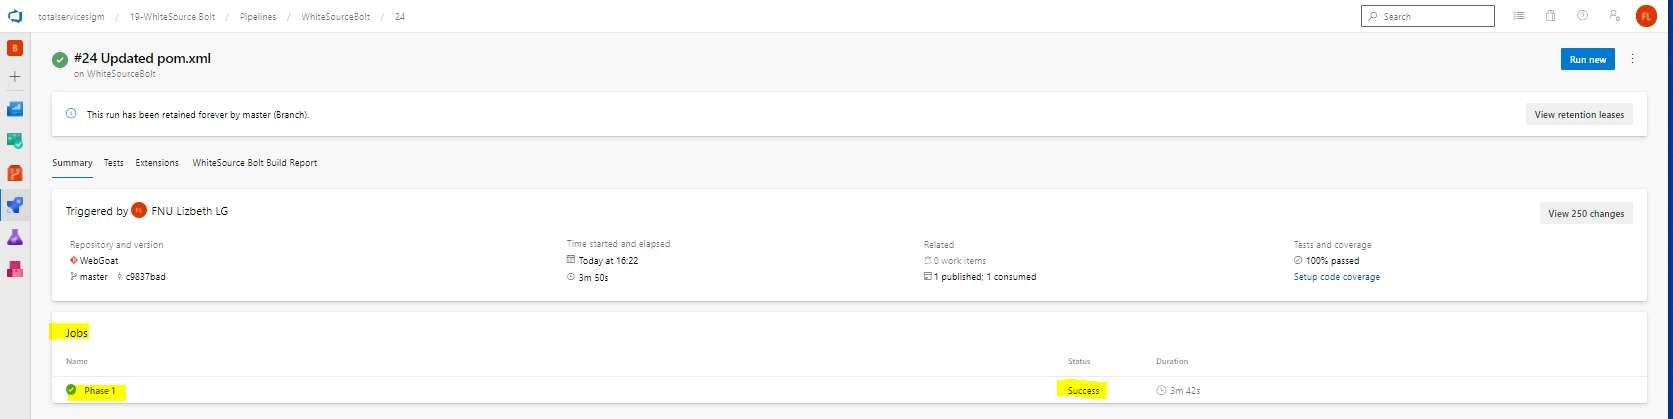 totalserviceslgm / 19-WhiteSource Bolt / Pipelines / WhiteSourceBolt / 24
Search
FL
B
#24 Updated pom.xml
on WhiteSourceBolt
Run new
This run has been retained forever by master (Branch).
View retention leases
Summary Tests Extensions WhiteSource Bolt Build Report
Triggered by FL FNU Lizbeth LG
View 250 changes
Repository and version
Time started and elapsed
Related
Tests and coverage
WebGoat
Today at 16:22
0 work items
100% passed
master c9837bad
3m 50s
1 published; 1 consumed
Setup code coverage
Jobs
Name Status Duration
Phase 1 Success 3m 42s